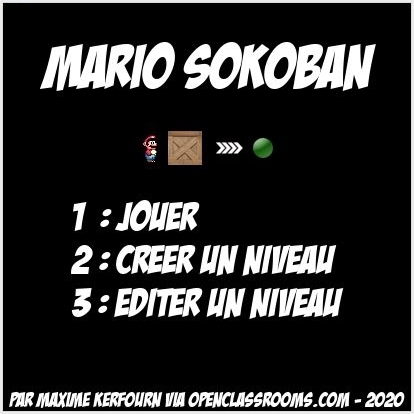 MARIO SOKOBAN
1 : JOUER
2 : CREER UN NIVEAU
3 : EDITER UN NIVEAU
PAR MAXIME KERFOURN VIA OPENCLASSROOMS.COM - 2020